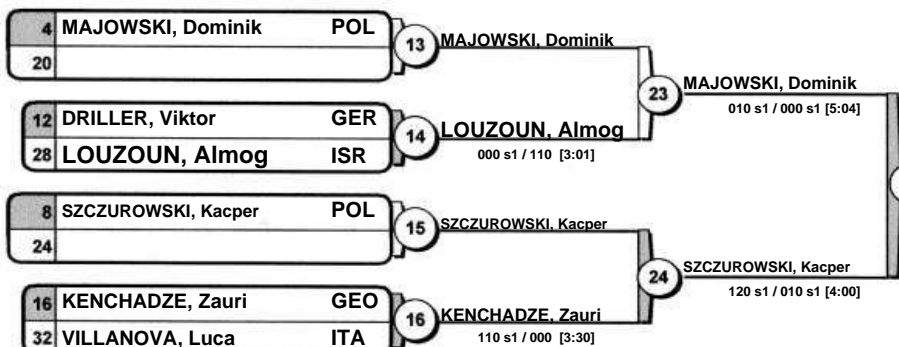 4 MAJOWSKI, Dominik POL
20
13
MAJOWSKI, Dominik
12 DRILLER, Viktor GER
28 LOUZOUN, Almog ISR
14
LOUZOUN, Almog
000 s1 / 110 [3:01]
23
MAJOWSKI, Dominik
010 s1 / 000 s1 [5:04]
8 SZCZUROWSKI, Kacper POL
24
15
SZCZUROWSKI, Kacper
16 KENCHADZE, Zauri GEO
32 VILLANOVA, Luca ITA
16
KENCHADZE, Zauri
110 s1 / 000 [3:30]
24
SZCZUROWSKI, Kacper
120 s1 / 010 s1 [4:00]